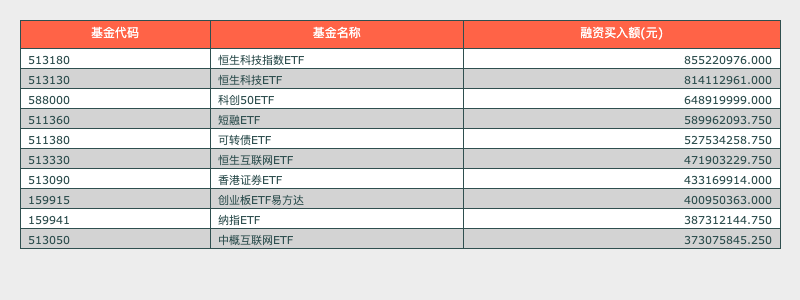 基金代码 基金名称 融资买入额(元)
513180 恒生科技指数ETF 855220976.000
513130 恒生科技ETF 814112961.000
588000 科创50ETF 648919999.000
511360 短融ETF 589962093.750
511380 可转债ETF 527534258.750
513330 恒生互联网ETF 471903229.750
513090 香港证券ETF 433169914.000
159915 创业板ETF易方达 400950363.000
159941 纳指ETF 387312144.750
513050 中概互联网ETF 373075845.250